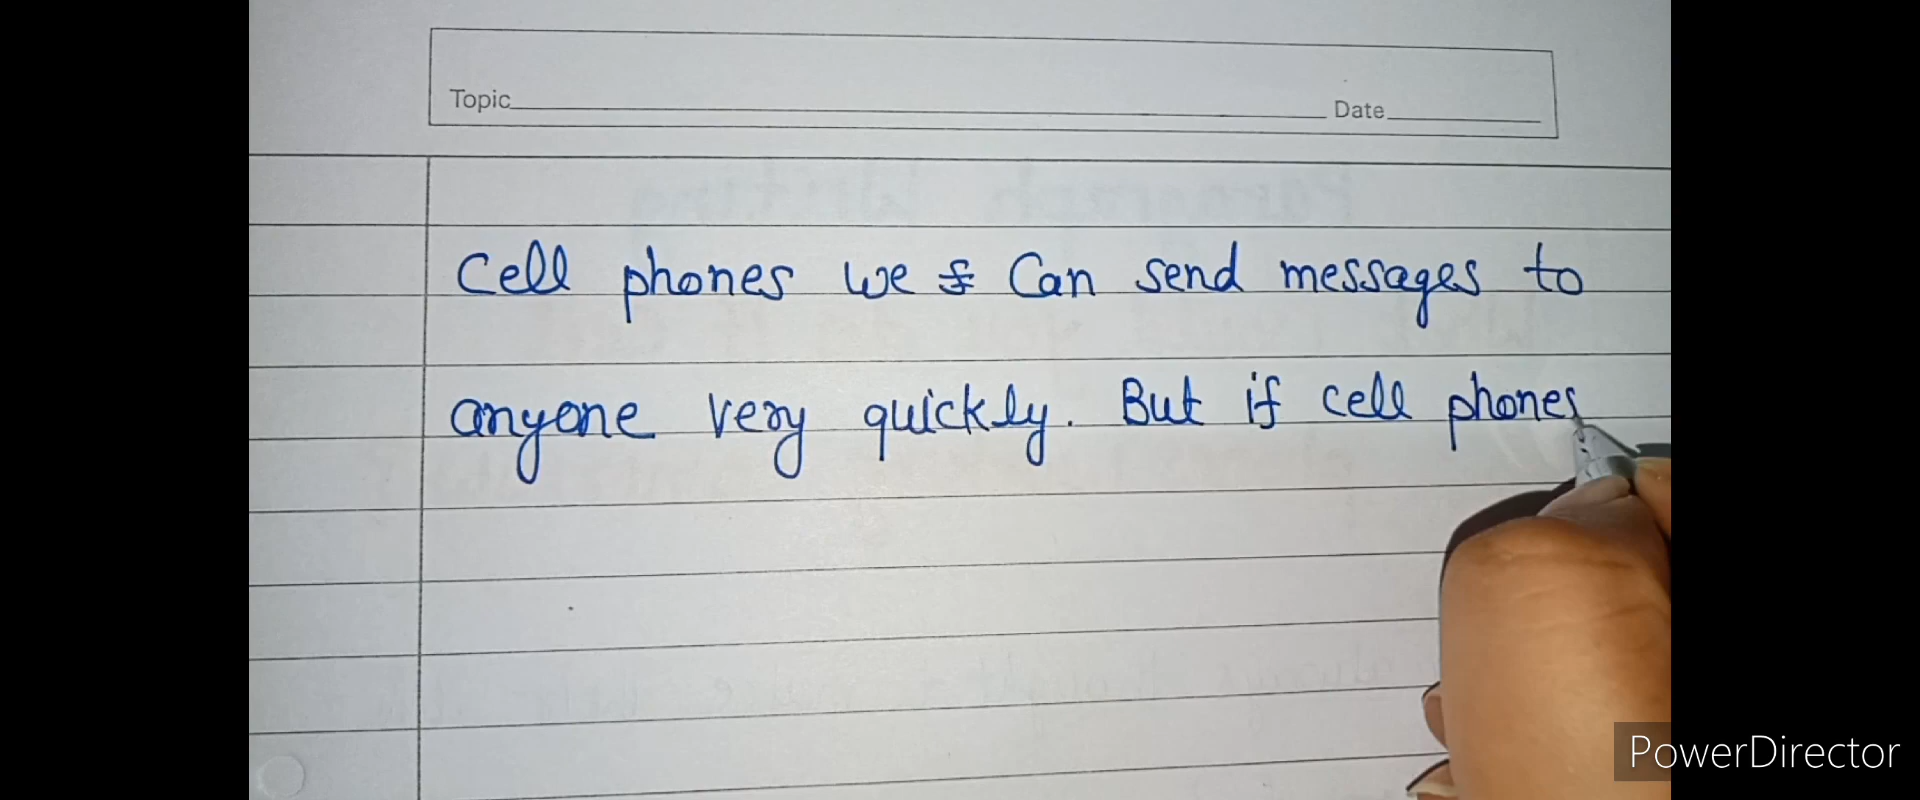 Topic Date
Cell phones we Can send messages to
anyone very quickly. But if cell phones
PowerDirector